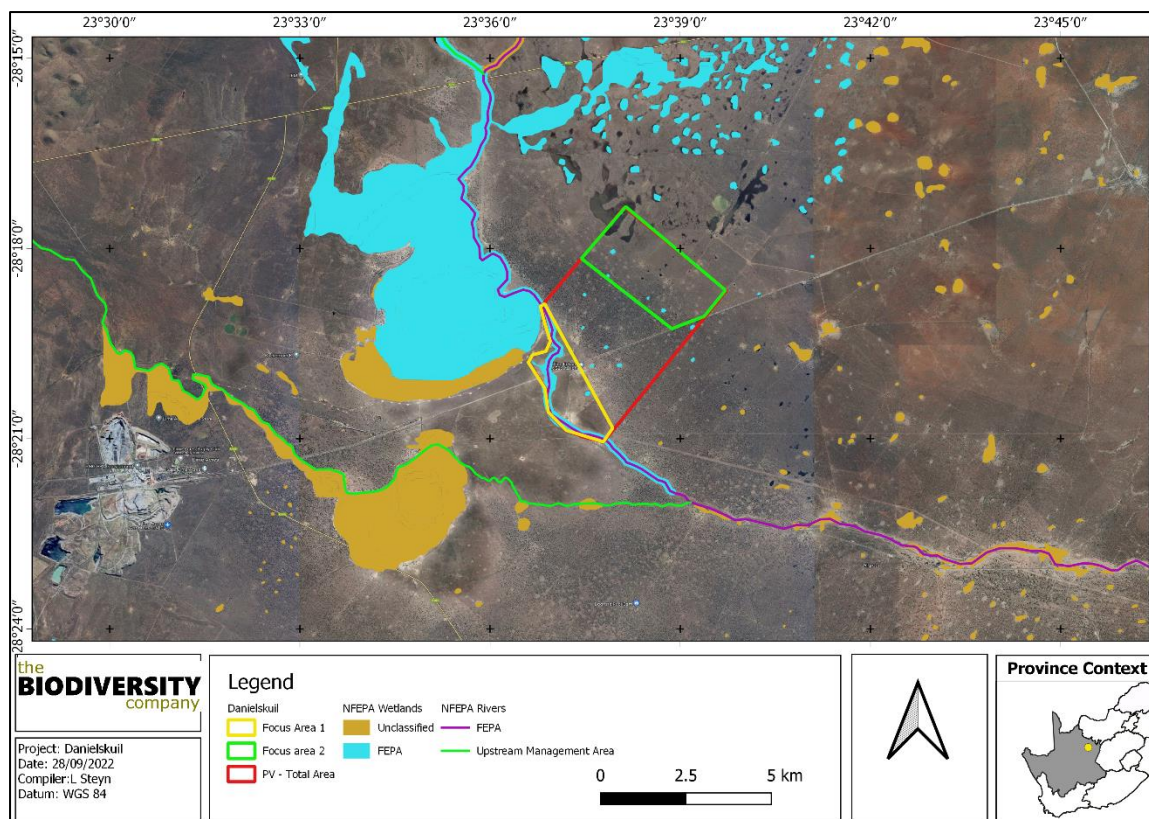 23°30'0" 23°33'0" 23°36'0" 23°39'0" 23°42'0" 23°45'0"
-28°15'0"
-28°18'0"
-28°21'0"
-28°24'0"
the
BIODIVERSITY
company
Project: Danielskuil
Date: 28/09/2022
Compiler:L Steyn
Datum: WGS 84
Legend
Danielskuil
Focus Area 1
Focus area 2
PV - Total Area
NFEPA Wetlands
Unclassified
FEPA
NFEPA Rivers
FEPA
Upstream Management Area
0 2.5 5 km
Province Context